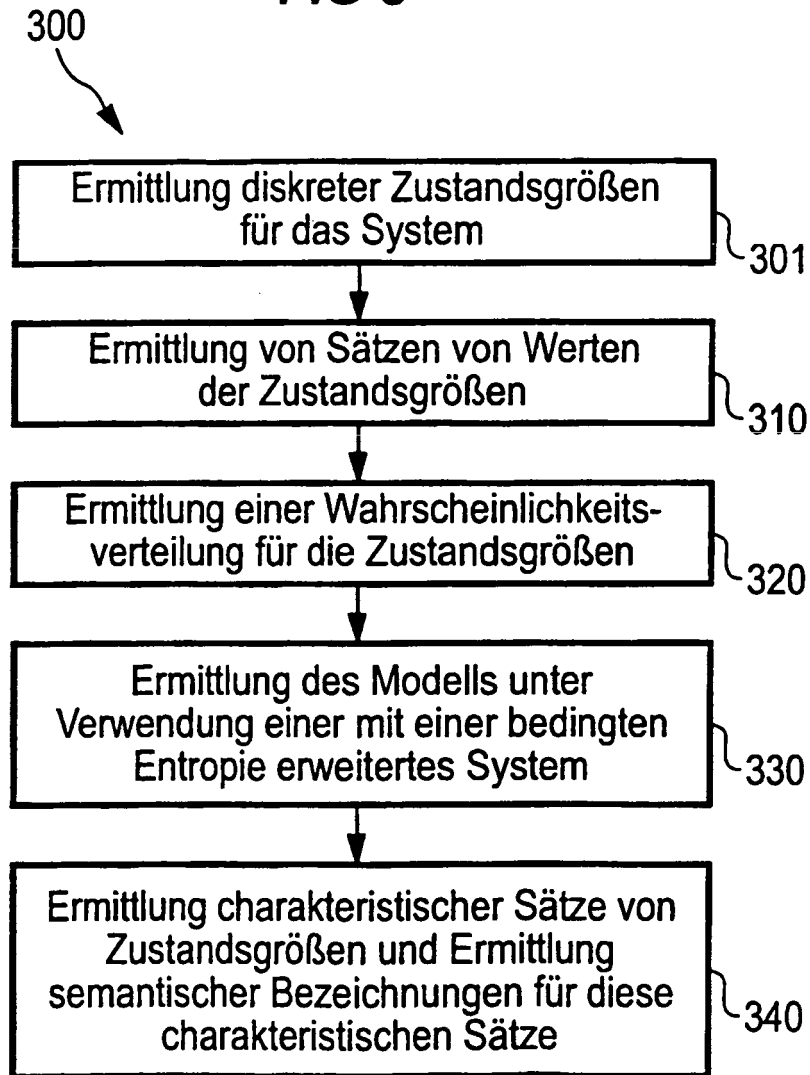 300
Ermittlung diskreter Zustandsgrößen
für das System
301
Ermittlung von Sätzen von Werten
der Zustandsgrößen
310
Ermittlung einer Wahrscheinlichkeits-
verteilung für die Zustandsgrößen
320
Ermittlung des Modells unter
Verwendung einer mit einer bedingten
Entropie erweitertes System
330
Ermittlung charakteristischer Sätze von
Zustandsgrößen und Ermittlung
semantischer Bezeichnungen für diese
charakteristischen Sätze
340